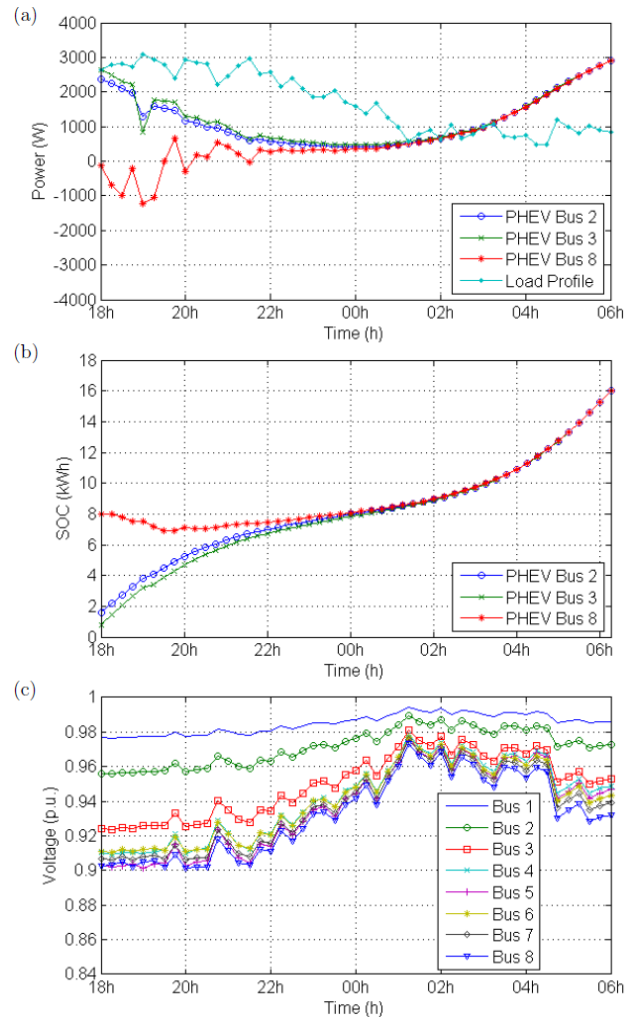 (a)
4000
3000
2000
1000
0
-1000
-2000
-3000
-4000
Power (W)
PHEV Bus 2
PHEV Bus 3
PHEV Bus 8
Load Profile
18h 20h 22h 00h 02h 04h 06h
Time (h)
(b)
18
16
14
12
10
8
6
4
2
0
SOC (kWh)
PHEV Bus 2
PHEV Bus 3
PHEV Bus 8
18h 20h 22h 00h 02h 04h 06h
Time (h)
(c)
1
0.98
0.96
0.94
0.92
0.9
0.88
0.86
0.84
Voltage (p.u.)
Bus 1
Bus 2
Bus 3
Bus 4
Bus 5
Bus 6
Bus 7
Bus 8
18h 20h 22h 00h 02h 04h 06h
Time (h)